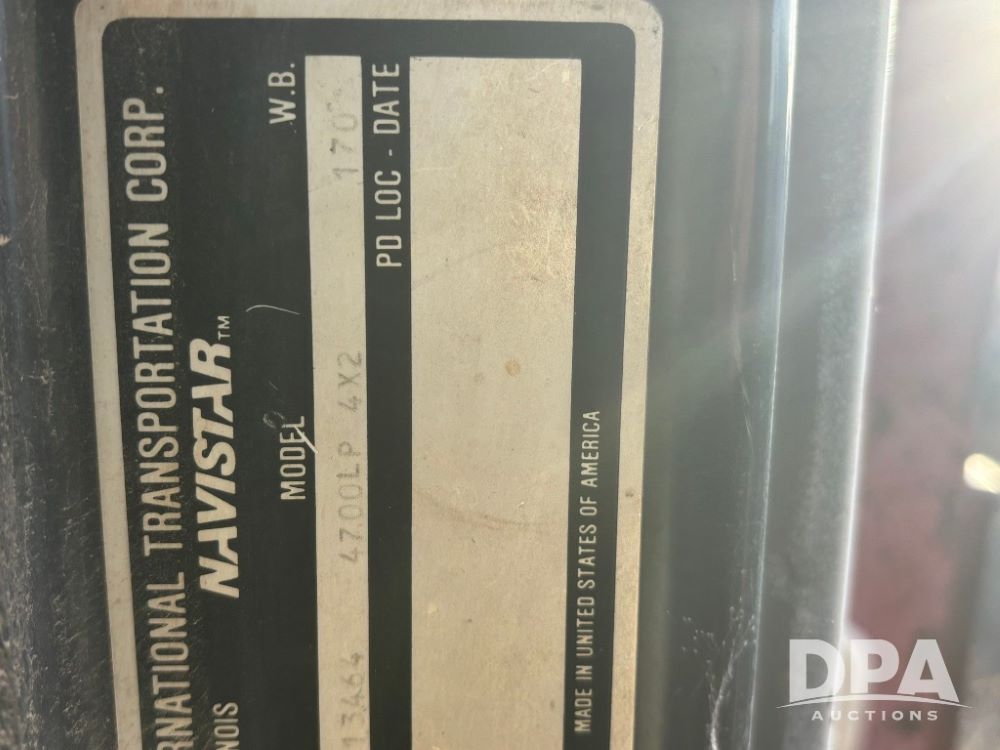 RNATIONAL TRANSPORTATION CORP.
NOIS NAVISTAR™
MODEL W.B.
13464 4700LP 4X2 170
PD LOC - DATE
MADE IN UNITED STATES OF AMERICA
DPA
AUCTIONS